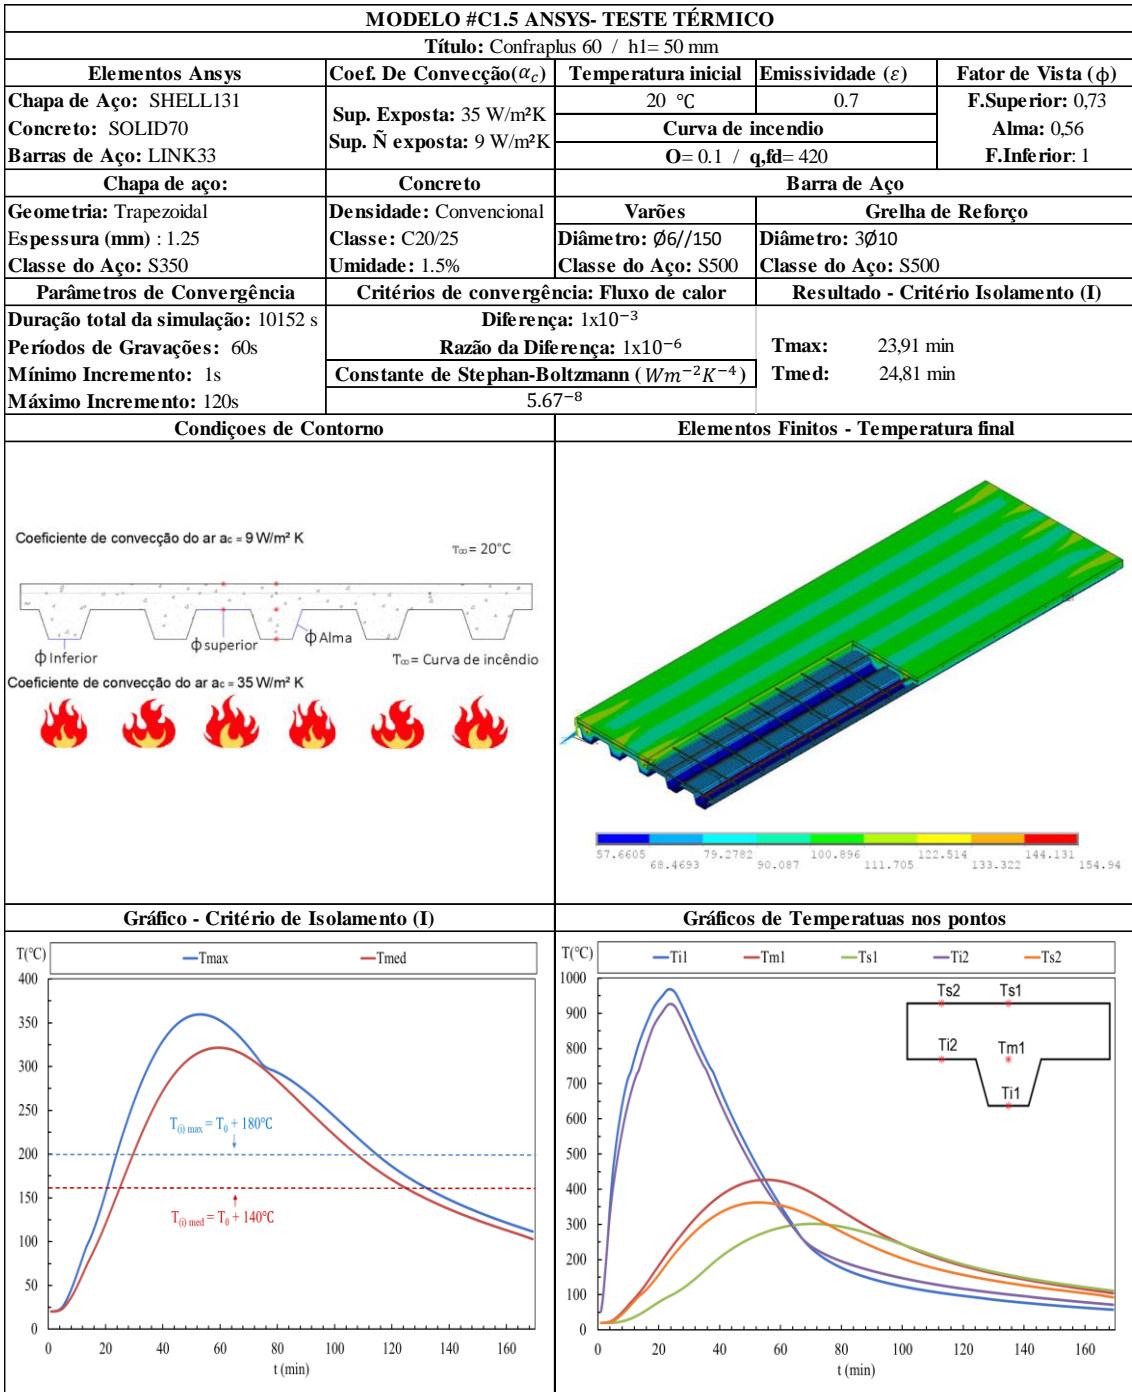 MODELO #C1.5 ANSYS- TESTE TÉRMICO
Título: Confraplus 60 / h1= 50 mm
Elementos Ansys
Coef. De Convecção(αc)
Temperatura inicial
Emissividade (ε)
Fator de Vista (ϕ)
Chapa de Aço: SHELL131
Concreto: SOLID70
Barras de Aço: LINK33
Sup. Exposta: 35 W/m²K
Sup. Ñ exposta: 9 W/m²K
20 °C
0.7
Curva de incendio
O= 0.1 / q,fd= 420
F.Superior: 0,73
Alma: 0,56
F.Inferior: 1
Chapa de aço:
Concreto
Barra de Aço
Geometria: Trapezoidal
Espessura (mm) : 1.25
Classe do Aço: S350
Densidade: Convencional
Classe: C20/25
Umidade: 1.5%
Varões
Diâmetro: Ø6//150
Classe do Aço: S500
Grelha de Reforço
Diâmetro: 3Ø10
Classe do Aço: S500
Parâmetros de Convergência
Critérios de convergência: Fluxo de calor
Resultado - Critério Isolamento (I)
Duração total da simulação: 10152 s
Períodos de Gravações: 60s
Mínimo Incremento: 1s
Máximo Incremento: 120s
Diferença: 1x10⁻³
Razão da Diferença: 1x10⁻⁶
Constante de Stephan-Boltzmann ( Wm⁻²K⁻⁴)
5.67⁻⁸
Tmax: 23,91 min
Tmed: 24,81 min
Condiçoes de Contorno
Elementos Finitos - Temperatura final
Coeficiente de convecção do ar ac = 9 W/m² K
T∞ = 20°C
ϕ Inferior
ϕ superior
ϕ Alma
T∞ = Curva de incêndio
Coeficiente de convecção do ar ac = 35 W/m² K
57.6605
68.4693
79.2782
90.087
100.896
111.705
122.514
133.322
144.131
154.94
Gráfico - Critério de Isolamento (I)
Gráficos de Temperatuas nos pontos
T(°C)
Tmax
Tmed
400
350
300
250
200
150
100
50
0
T(i) max = T0 + 180°C
T(i) med = T0 + 140°C
0 20 40 60 80 100 120 140 160
t (min)
T(°C)
Ti1
Tm1
Ts1
Ti2
Ts2
1000
900
800
700
600
500
400
300
200
100
0
Ts2 Ts1
Ti2 Tm1
Ti1
0 20 40 60 80 100 120 140 160
t (min)